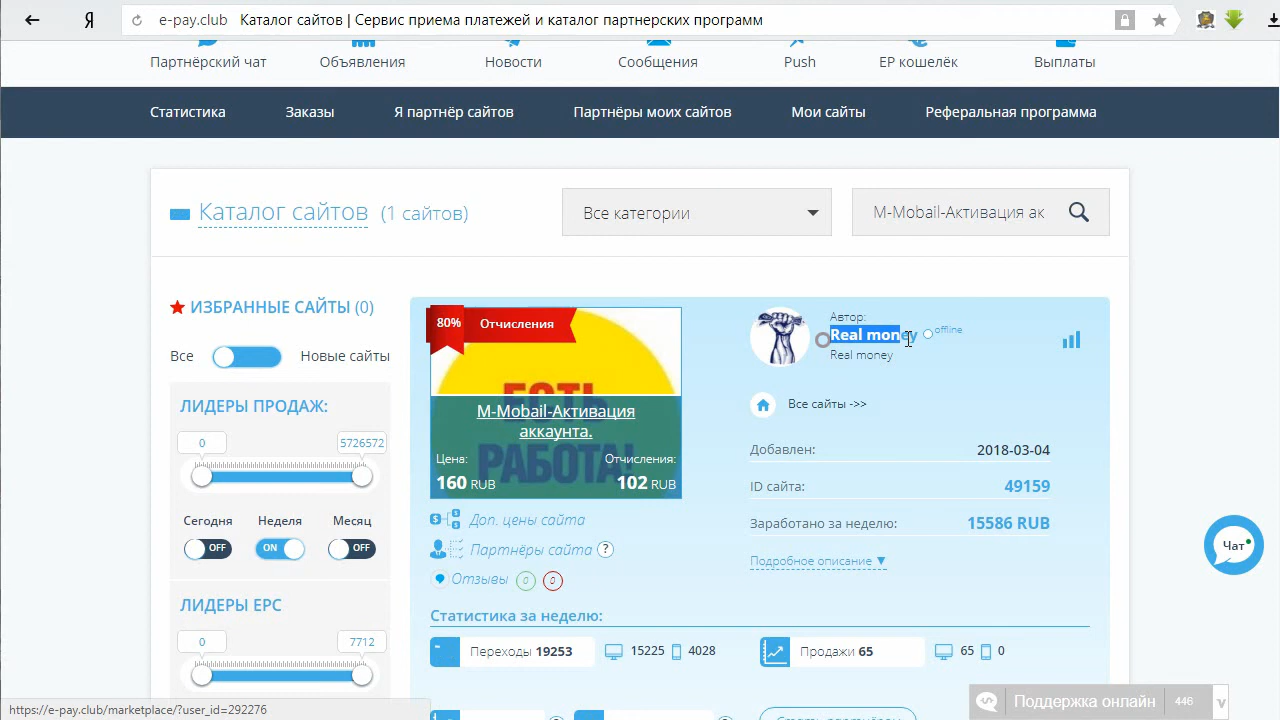 e-pay.club Каталог сайтов | Сервис приема платежей и каталог партнерских программ
Партнёрский чат Объявления Новости Сообщения Push EP кошелёк Выплаты
Статистика Заказы Я партнёр сайтов Партнёры моих сайтов Мои сайты Реферальная программа
Каталог сайтов (1 сайтов)
Все категории
M-Mobail-Активация ак
ИЗБРАННЫЕ САЙТЫ (0)
Все Новые сайты
ЛИДЕРЫ ПРОДАЖ:
0 5726572
Сегодня Неделя Месяц
OFF ON OFF
ЛИДЕРЫ EPC
0 7712
80% Отчисления
ЕСТЬ
РАБОТА!
M-Mobail-Активация
аккаунта.
Цена: Отчисления:
160 RUB 102 RUB
Доп. цены сайта
Партнёры сайта ?
Отзывы 0 0
Автор:
Real money offline
Real money
Все сайты ->>
Добавлен: 2018-03-04
ID сайта: 49159
Заработано за неделю: 15586 RUB
Подробное описание ▼
Статистика за неделю:
Переходы 19253 15225 4028
Продажи 65 65 0
Чат
https://e-pay.club/marketplace/?user_id=292276
Поддержка онлайн 446